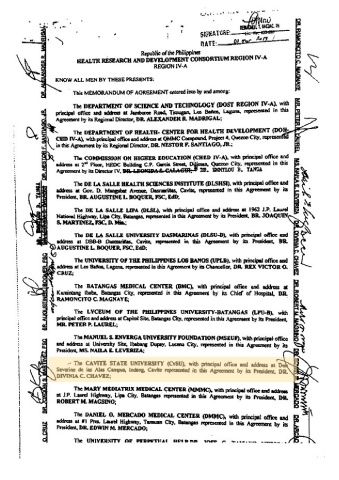 SIGNATURE
DATE:
Republic of the Philippines
HEALTH RESEARCH AND DEVELOPMENT CONSORTIUM REGION IV-A
REGION IV-A
KNOW ALL MEN BY THESE PRESENTS:
This MEMORANDUM OF AGREEMENT entered into by and among:
The DEPARTMENT OF SCIENCE AND TECHNOLOGY (DOST REGION IV-A), with
principal office and address at Jamboree Road, Timugan, Los Baños, Laguna, represented in this
Agreement by its Regional Director, DR. ALEXANDER R. MADRIGAL;
The DEPARTMENT OF HEALTH- CENTER FOR HEALTH DEVELOPMENT (DOH-
CHD IV-A), with principal office and address at QMMC Compound, Project 4, Quezon City, represented
in this Agreement by its Regional Director, DR. NESTOR F. SANTIAGO, JR.;
The COMMISSION ON HIGHER EDUCATION (CHED IV-A), with principal office and
address at 2nd Floor, HEDC Building C.P. Garcia Street, Diliman, Quezon City, represented in this
Agreement by its Director IV,
The DE LA SALLE HEALTH SCIENCES INSTITUTE (DLSHSI), with principal office and
address at Gov. D. Mangubat Avenue, Dasmariñas, Cavite, represented in this Agreement by its
President, BR. AUGUSTINE L. BOQUER, FSC, EdD;
The DE LA SALLE LIPA (DLSL), with principal office and address at 1962 J.P. Laurel
National Highway, Lipa City, Batangas, represented in this Agreement by its President, BR. JOAQUIN
S. MARTINEZ, FSC, D. Min.;
The DE LA SALLE UNIVERSITY DASMARINAS (DLSU-D), with principal office and
address at DBB-B Dasmariñas, Cavite, represented in this Agreement by its President, BR.
AUGUSTINE L. BOQUER, FSC, EdD;
The UNIVERSITY OF THE PHILIPPINES LOS BAÑOS (UPLB), with principal office and
address at Los Baños, Laguna, represented in this Agreement by its Chancellor, DR. REX VICTOR O.
CRUZ;
The BATANGAS MEDICAL CENTER (BMC), with principal office and address at
Kumintang Ibaba, Batangas City, represented in this Agreement by its Chief of Hospital, DR.
RAMONCITO C. MAGNAYE;
The LYCEUM OF THE PHILIPPINES UNIVERSITY-BATANGAS (LPU-B), with
principal office and address at Capitol Site, Batangas City, represented in this Agreement by its President,
MR. PETER P. LAUREL;
The MANUEL S. ENVERGA UNIVERSITY FOUNDATION (MSEUF), with principal office
and address at University Site, Ibabang Dupay, Lucena City, represented in this Agreement by its
President, MS. NAILA E. LEVERIZA;
The CAVITE STATE UNIVERSITY (CvSU), with principal office and address at Don
Severino de las Alas Campus, Indang, Cavite represented in this Agreement by its President, DR.
DIVINIA C. CHAVEZ;
The MARY MEDIATRIX MEDICAL CENTER (MMMC), with principal office and address
at J.P. Laurel Highway, Lipa City, Batangas represented in this Agreement by its President, DR.
ROBERT M. MAGSINO;
The DANIEL O. MERCADO MEDICAL CENTER (DMMC), with principal office and
address at #1 Pres. Laurel Highway, Tanauan City, Batangas represented in this Agreement by its
President, DR. EDWIN M. MERCADO;
The UNIVERSITY OF PERPETUAL HELP